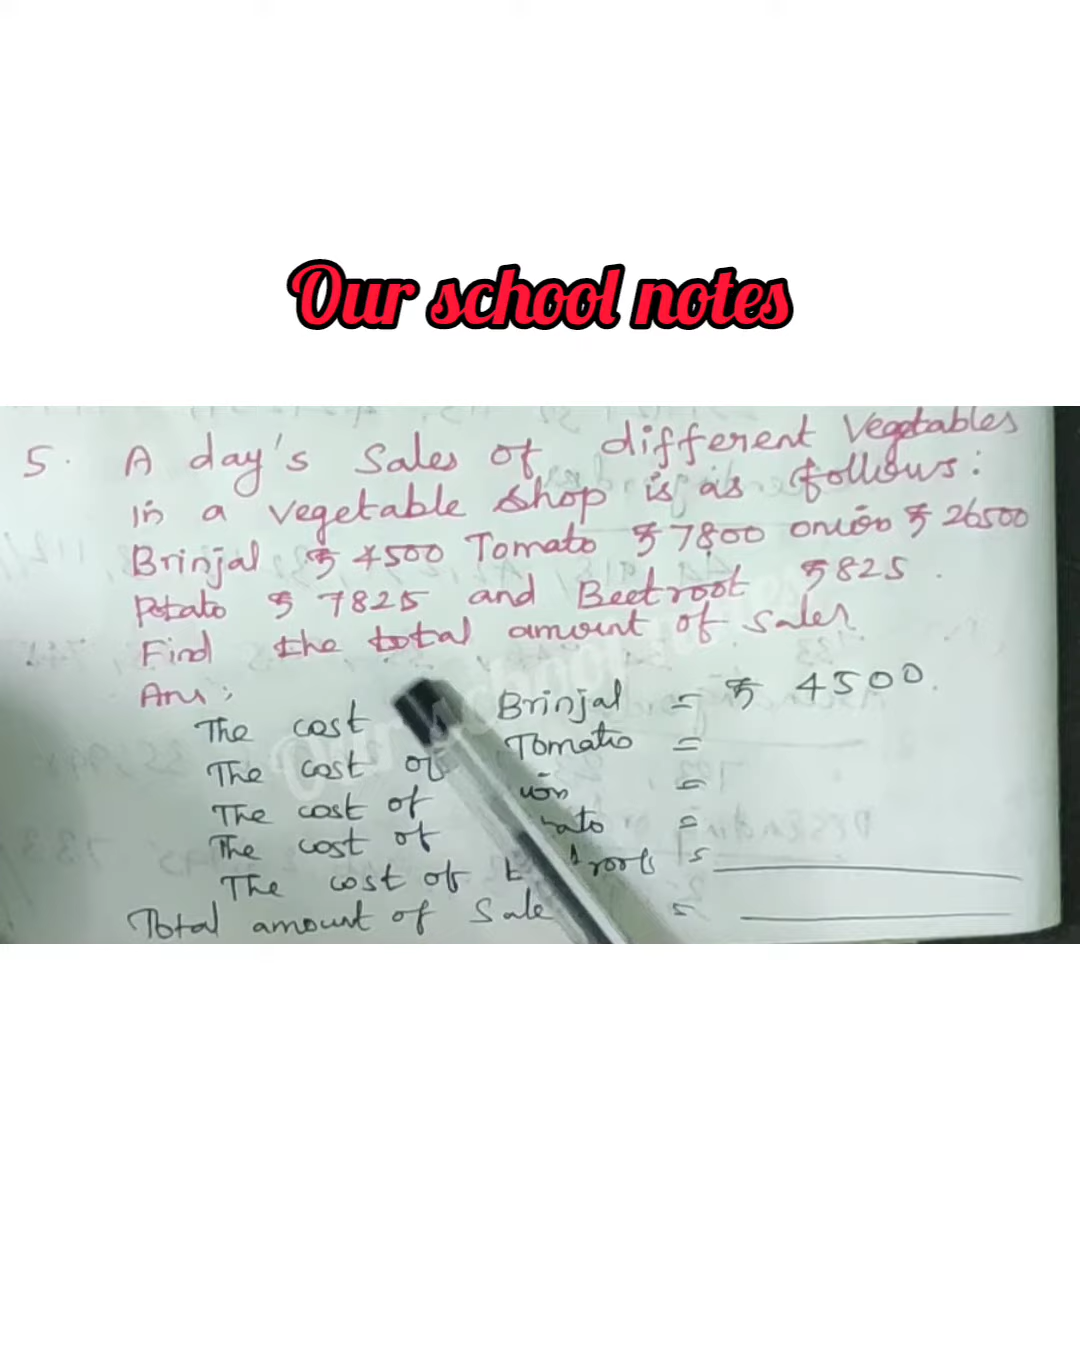 Our school notes
5. A day's Sales of different Vegetables
in a vegetable shop is as follows:
Brinjal ₹ 4500 Tomato ₹ 7800 onion ₹ 26500
Potato ₹ 7825 and Beetroot ₹ 825.
Find the total amount of Sales.
Ans:
The cost Brinjal = ₹ 4500.
The cost of Tomato =
The cost of =
The cost of =
The cost of =
Total amount of Sale =